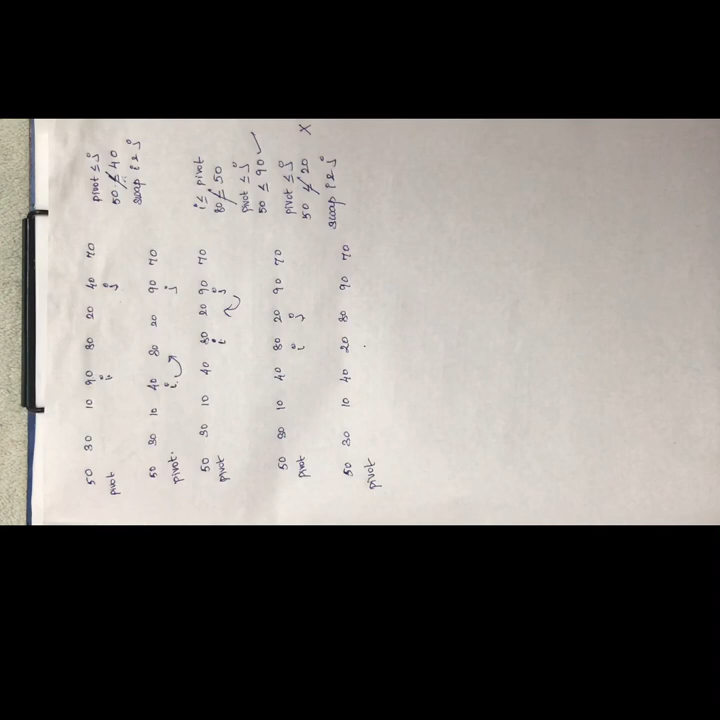 50 30 10 90 80 20 40 70 pivot ≤ j
pivot i j 50 ≰ 40
swap i & j
50 30 10 40 80 20 90 70
pivot. i. j
50 30 10 40 80 20 90 70 i ≤ pivot
pivot i j 80 ≰ 50
pivot ≤ j
50 ≤ 90 ✓
50 30 10 40 80 20 90 70 pivot ≤ j
pivot i j 50 ≰ 20 X
swap i & j
50 30 10 40 20 80 90 70
pivot